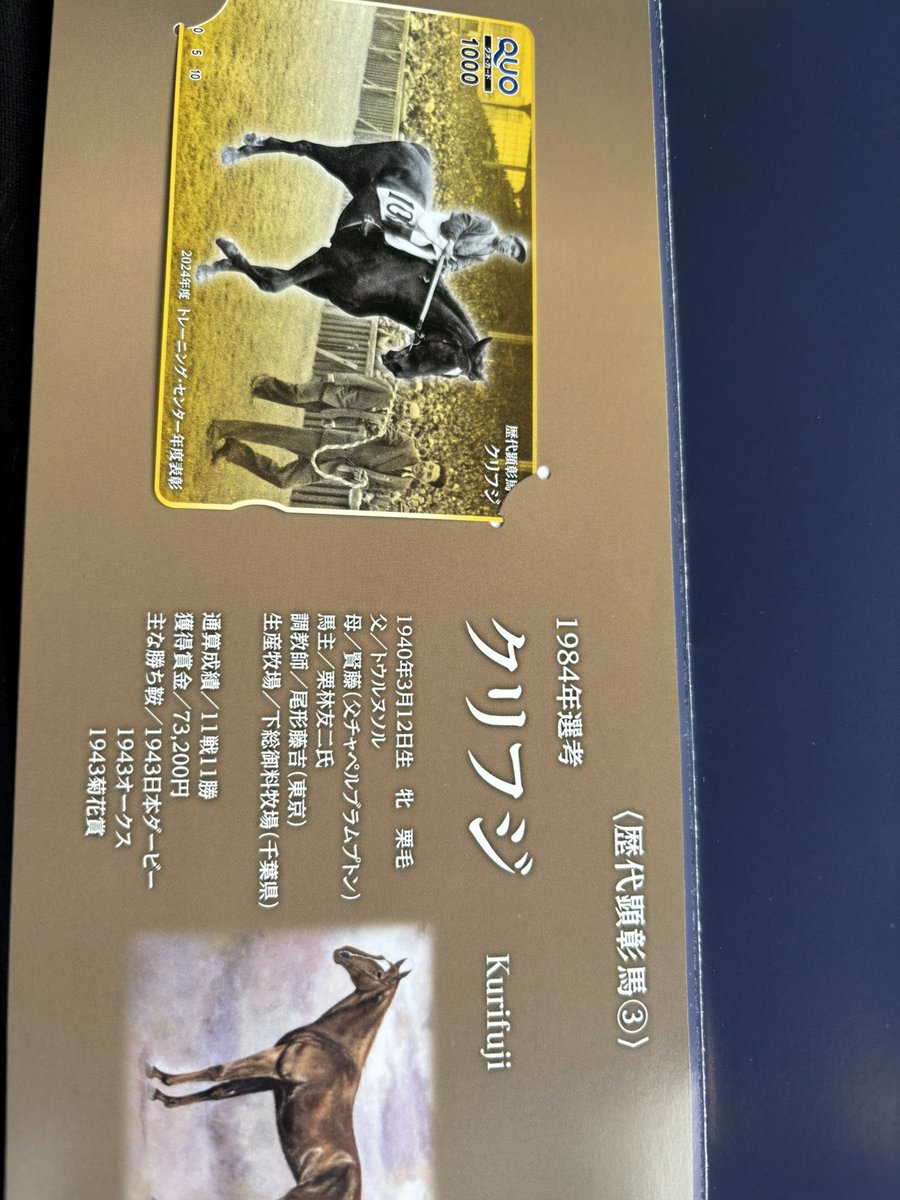 〈歴代顕彰馬③〉
1984年選考
クリフジ Kurifuji
1940年3月12日生 牝 栗毛
父／トウルヌソル
母／賢藤（父チャペルブラムプトン）
馬主／栗林友二氏
調教師／尾形藤吉（東京）
生産牧場／下総御料牧場（千葉県）
通算成績／11戦11勝
獲得賞金／73,200円
主な勝ち鞍／1943日本ダービー
1943オークス
1943菊花賞
QUO
クオ・カード
1000
10
歴代顕彰馬
クリフジ
2024年度 トレーニング・センター年度表彰
0 5 10